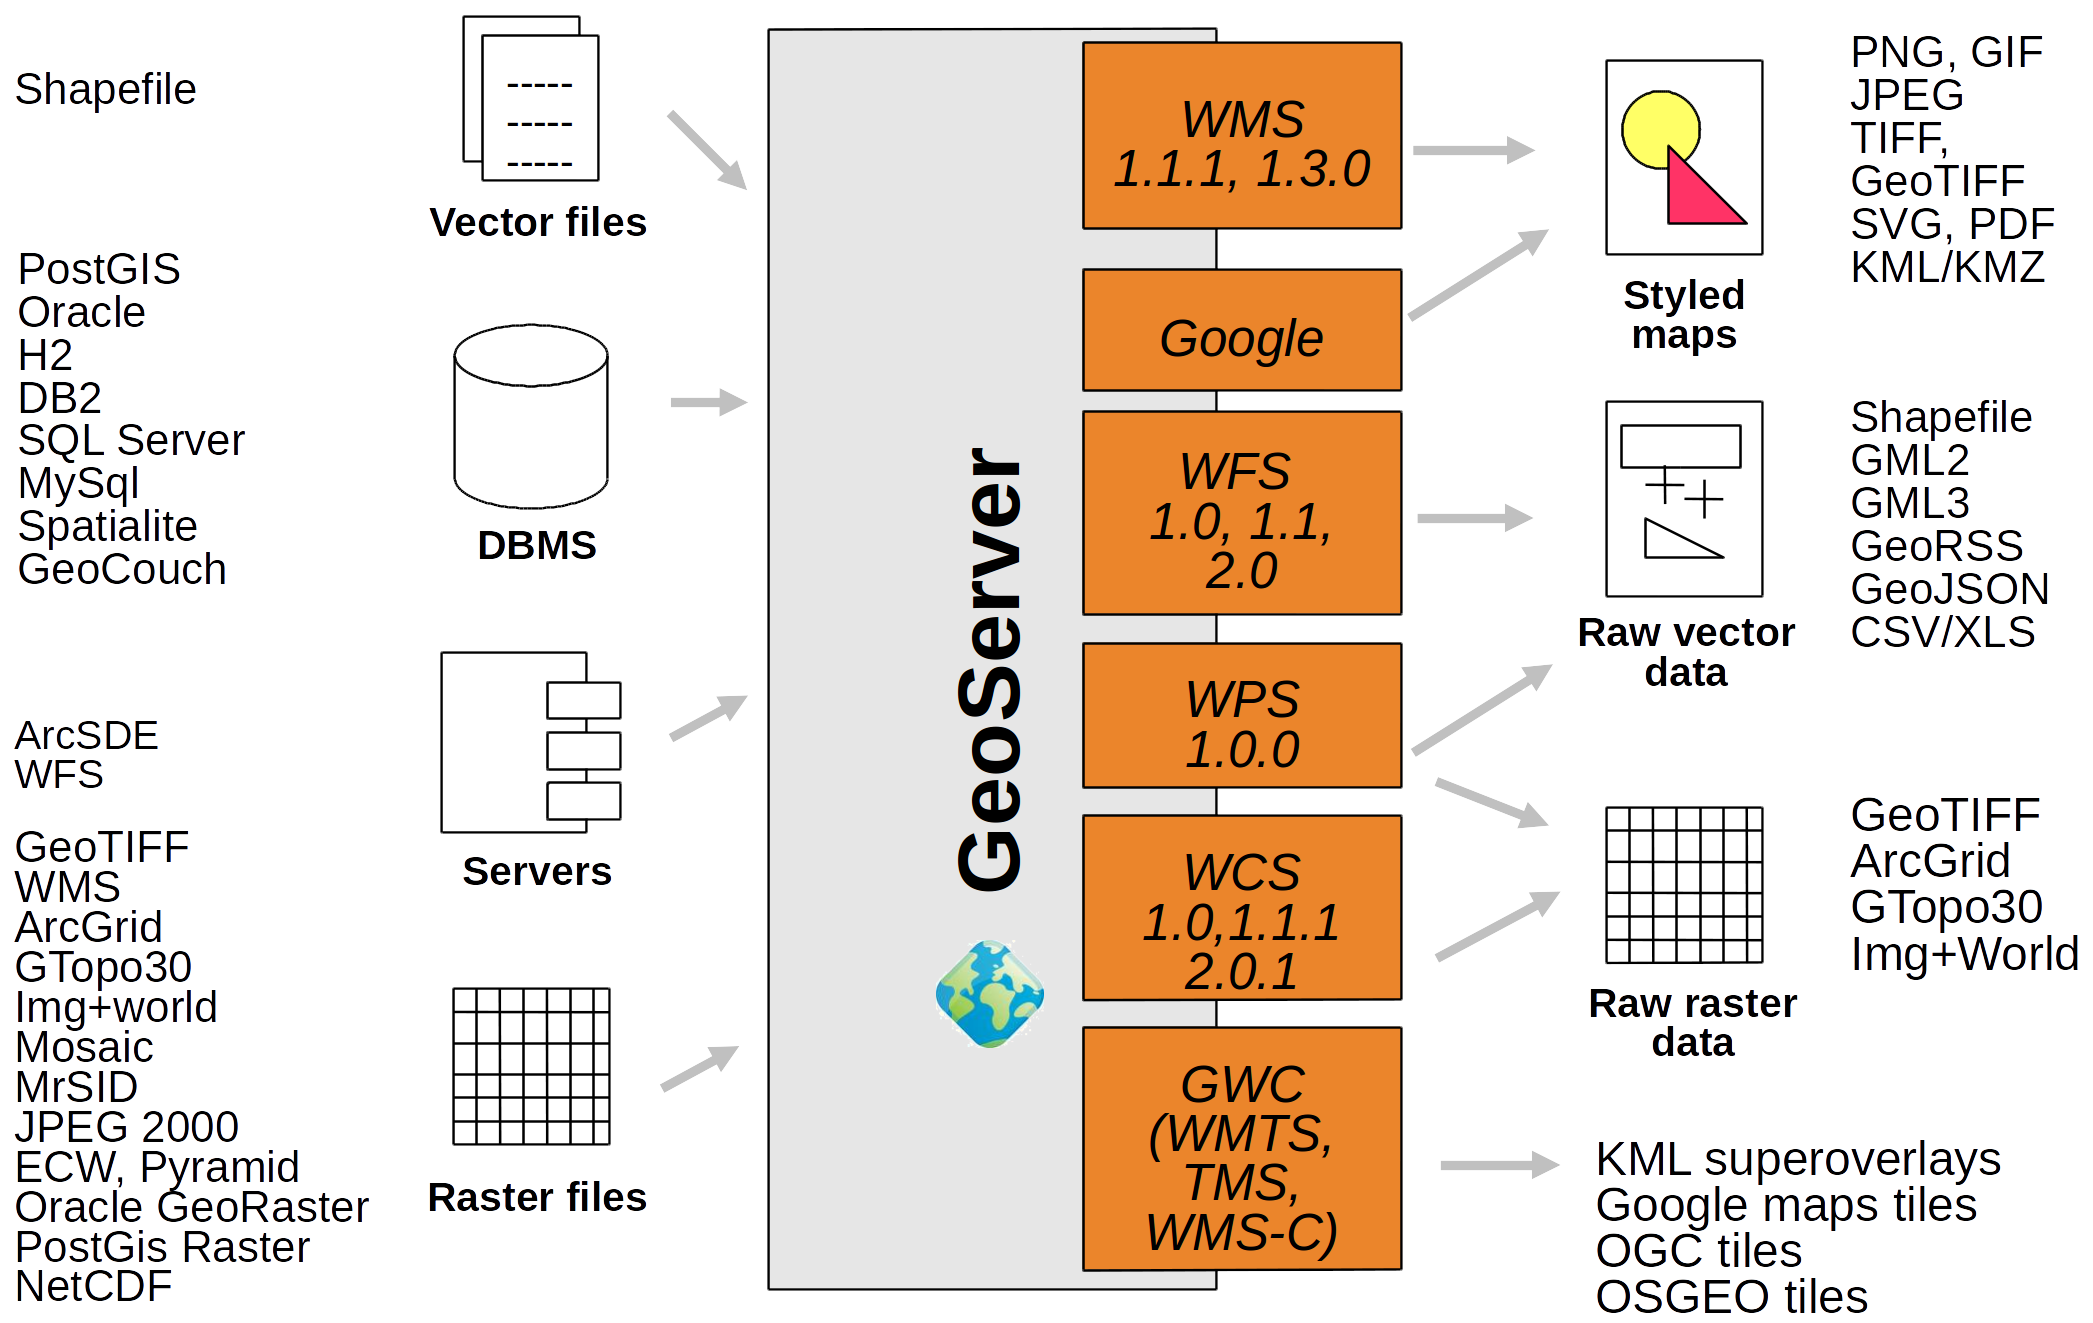 Shapefile
-----
-----
-----
Vector files
PostGIS
Oracle
H2
DB2
SQL Server
MySql
Spatialite
GeoCouch
DBMS
ArcSDE
WFS
Servers
GeoTIFF
WMS
ArcGrid
GTopo30
Img+world
Mosaic
MrSID
JPEG 2000
ECW, Pyramid
Oracle GeoRaster
PostGis Raster
NetCDF
Raster files
GeoServer
WMS
1.1.1, 1.3.0
Google
WFS
1.0, 1.1,
2.0
WPS
1.0.0
WCS
1.0,1.1.1
2.0.1
GWC
(WMTS,
TMS,
WMS-C)
Styled
maps
PNG, GIF
JPEG
TIFF,
GeoTIFF
SVG, PDF
KML/KMZ
Raw vector
data
Shapefile
GML2
GML3
GeoRSS
GeoJSON
CSV/XLS
Raw raster
data
GeoTIFF
ArcGrid
GTopo30
Img+World
KML superoverlays
Google maps tiles
OGC tiles
OSGEO tiles